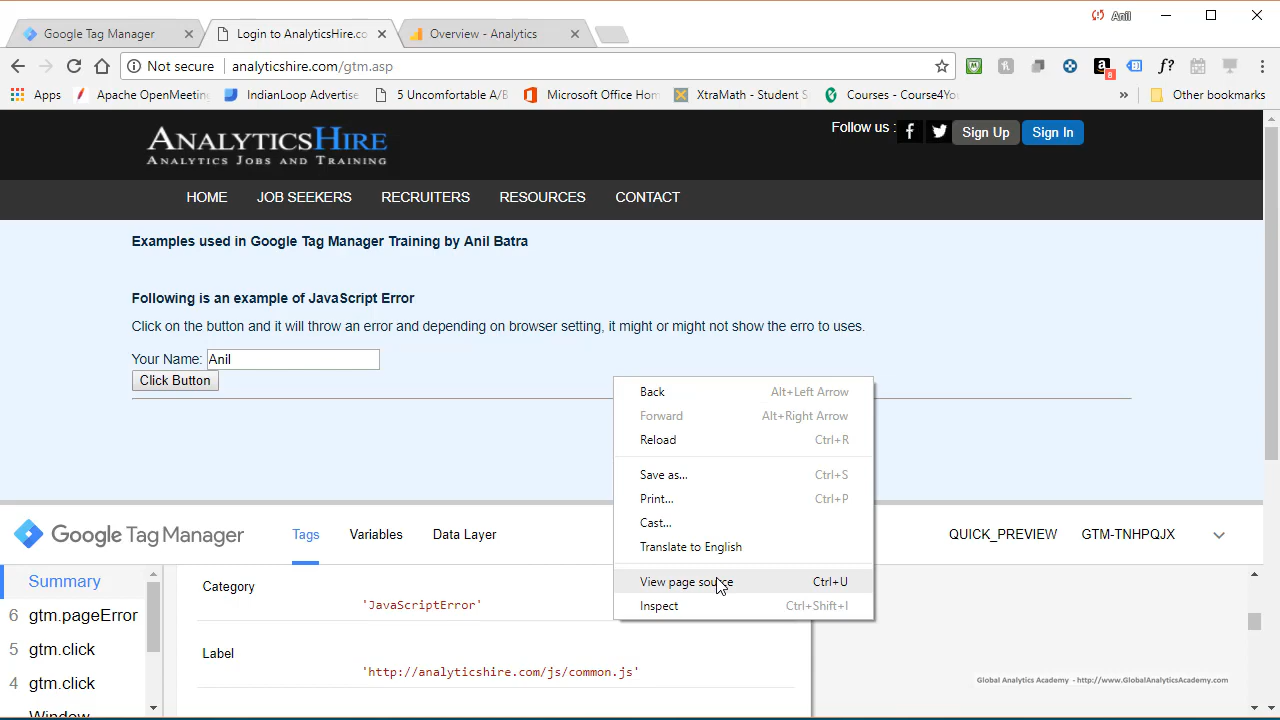 Anil
Google Tag Manager
Login to AnalyticsHire.co
Overview - Analytics
Not secure
analyticshire.com/gtm.asp
f?
8
Apps
Apache OpenMeetin
IndianLoop Advertise
5 Uncomfortable A/B
Microsoft Office Hom
XtraMath - Student S
Courses - Course4You
»
Other bookmarks
ANALYTICSHIRE
ANALYTICS JOBS AND TRAINING
Follow us :
Sign Up
Sign In
HOME
JOB SEEKERS
RECRUITERS
RESOURCES
CONTACT
Examples used in Google Tag Manager Training by Anil Batra
Following is an example of JavaScript Error
Click on the button and it will throw an error and depending on browser setting, it might or might not show the erro to uses.
Your Name: Anil
Click Button
Back Alt+Left Arrow
Forward Alt+Right Arrow
Reload Ctrl+R
Save as... Ctrl+S
Print... Ctrl+P
Cast...
Translate to English
View page source Ctrl+U
Inspect Ctrl+Shift+I
Google Tag Manager
Tags
Variables
Data Layer
QUICK_PREVIEW
GTM-TNHPQJX
Summary
6 gtm.pageError
5 gtm.click
4 gtm.click
Window
Category
'JavaScriptError'
Label
'http://analyticshire.com/js/common.js'
Global Analytics Academy - http://www.GlobalAnalyticsAcademy.com